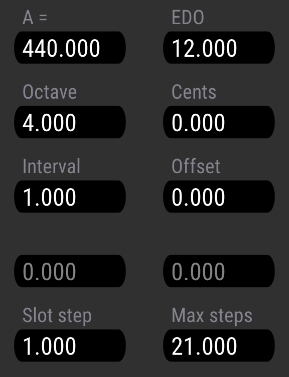 A = EDO
440.000 12.000
Octave Cents
4.000 0.000
Interval Offset
1.000 0.000
0.000 0.000
Slot step Max steps
1.000 21.000